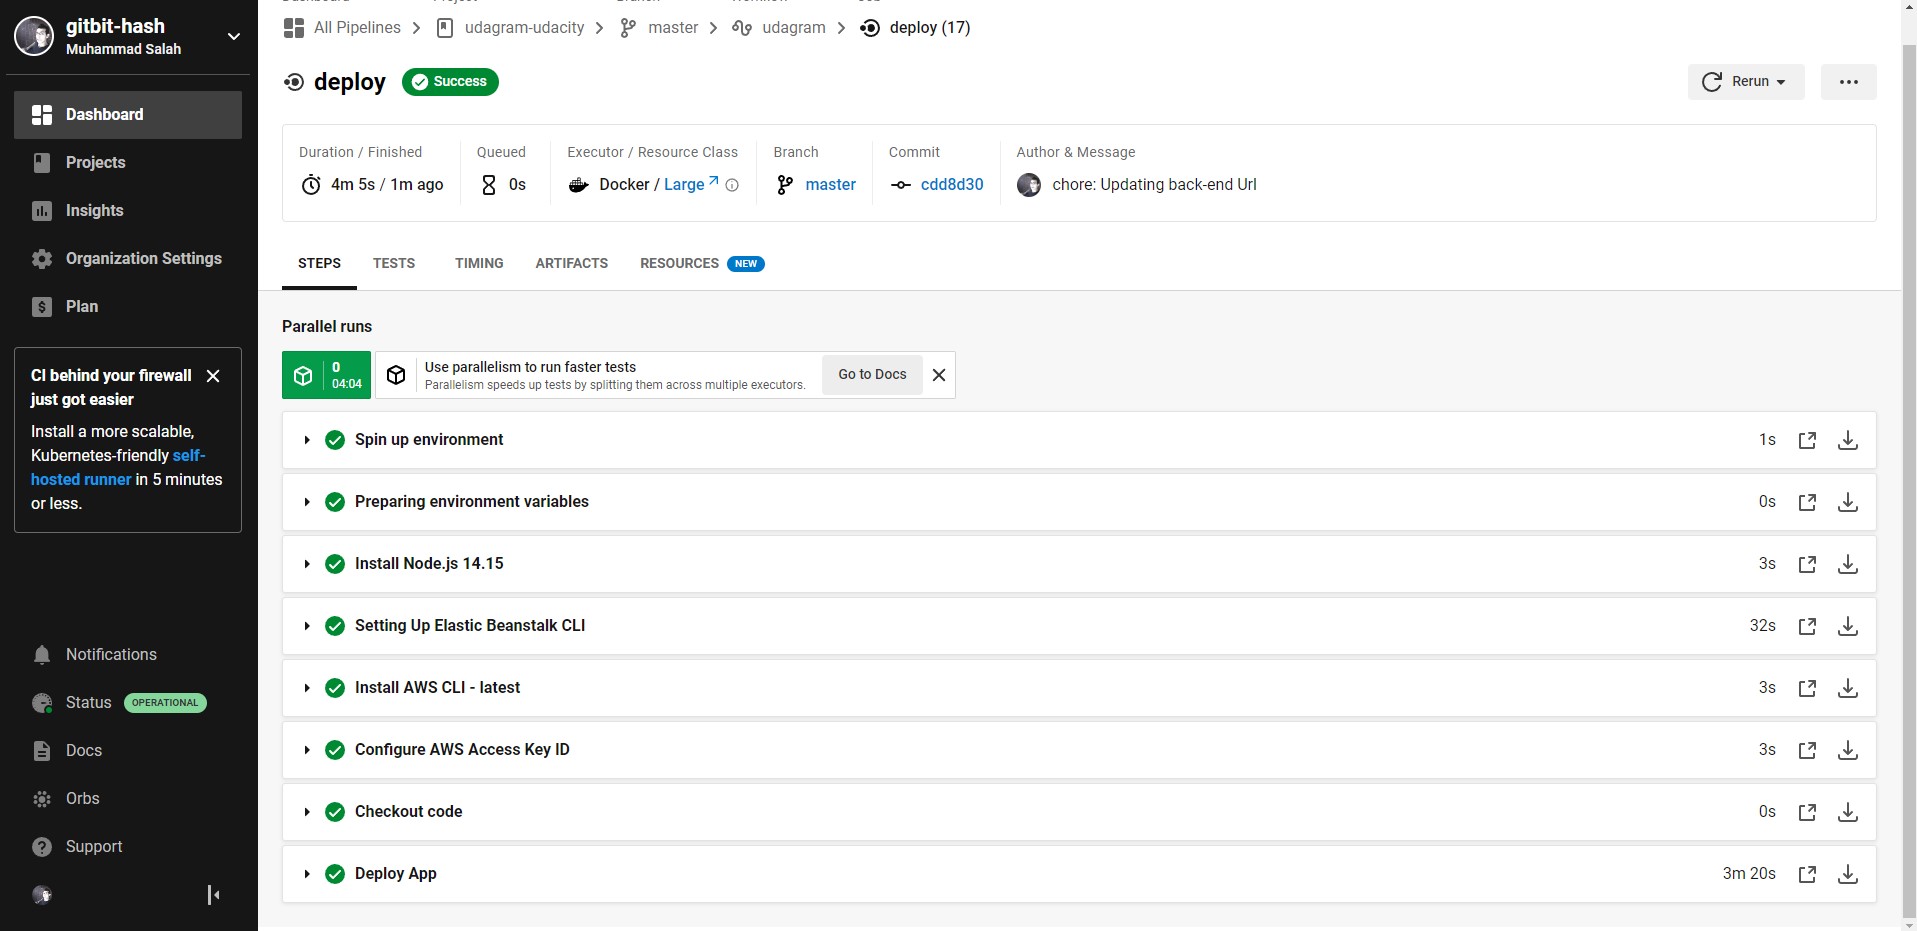 gitbit-hash
Muhammad Salah
Dashboard
Projects
Insights
Organization Settings
Plan
CI behind your firewall
just got easier
Install a more scalable,
Kubernetes-friendly self-
hosted runner in 5 minutes
or less.
Notifications
Status OPERATIONAL
Docs
Orbs
Support
Dashboard Project Branch Workflow Job
All Pipelines udagram-udacity master udagram deploy (17)
deploy Success
Rerun
Duration / Finished Queued Executor / Resource Class Branch Commit Author & Message
4m 5s / 1m ago 0s Docker / Large master cdd8d30 chore: Updating back-end Url
STEPS TESTS TIMING ARTIFACTS RESOURCES NEW
Parallel runs
0
04:04
Use parallelism to run faster tests
Parallelism speeds up tests by splitting them across multiple executors.
Go to Docs
Spin up environment 1s
Preparing environment variables 0s
Install Node.js 14.15 3s
Setting Up Elastic Beanstalk CLI 32s
Install AWS CLI - latest 3s
Configure AWS Access Key ID 3s
Checkout code 0s
Deploy App 3m 20s